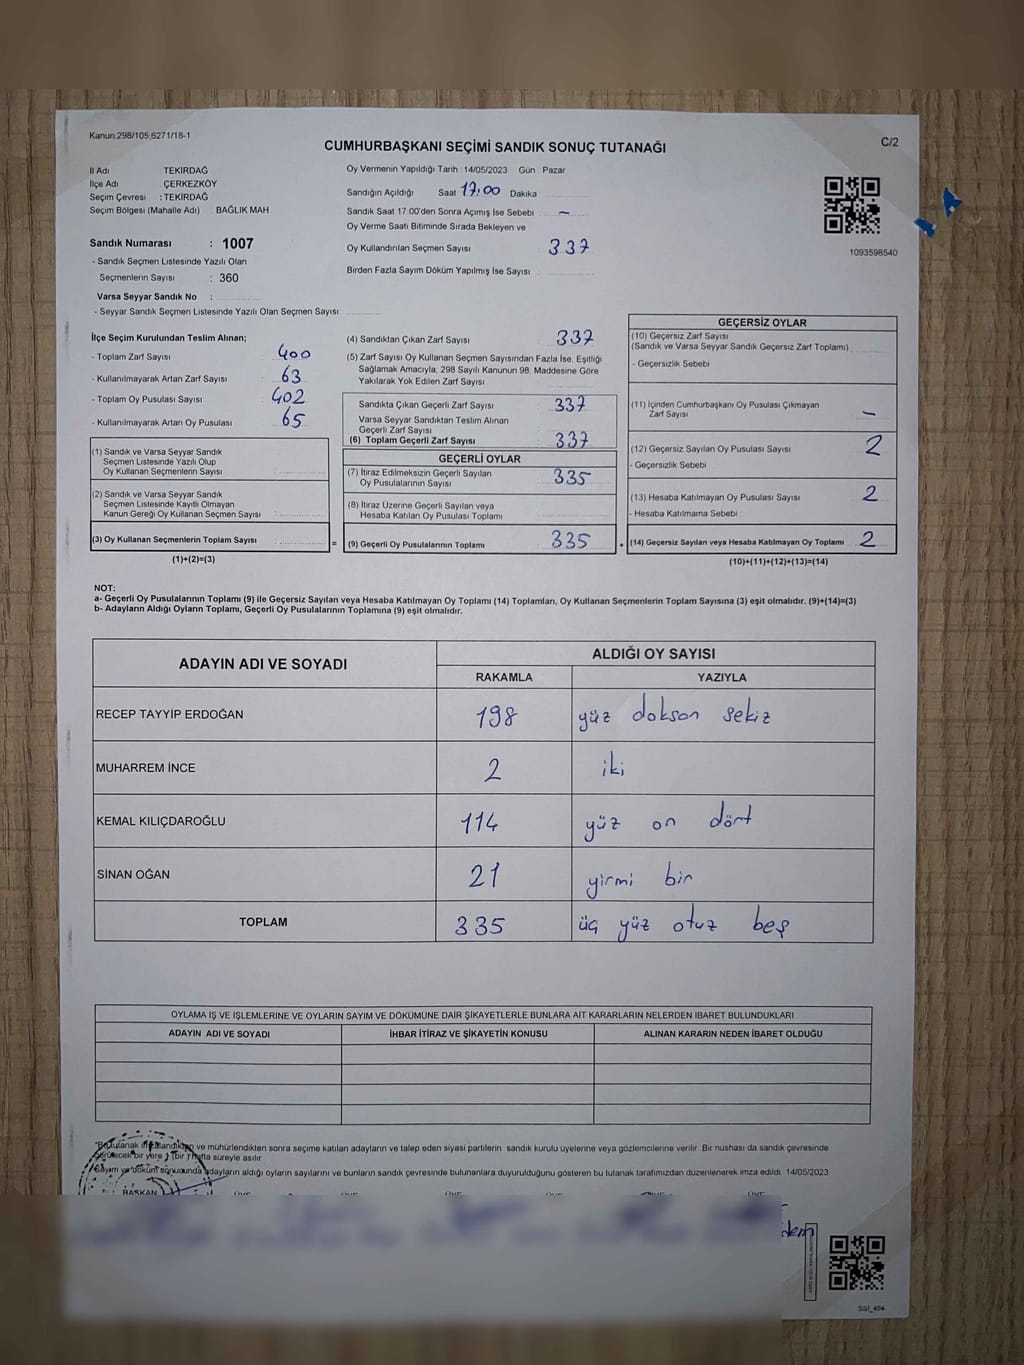 Kanun 298/105,6271/18-1
C/2
CUMHURBAŞKANI SEÇİMİ SANDIK SONUÇ TUTANAĞI
İl Adı TEKİRDAĞ
İlçe Adı : ÇERKEZKÖY
Seçim Çevresi : TEKİRDAĞ
Seçim Bölgesi (Mahalle Adı) : BAĞLIK MAH
Sandık Numarası : 1007
- Sandık Seçmen Listesinde Yazılı Olan
Seçmenlerin Sayısı : 360
Varsa Seyyar Sandık No :
- Seyyar Sandık Seçmen Listesinde Yazılı Olan Seçmen Sayısı:
Oy Vermenin Yapıldığı Tarih : 14/05/2023 Gün : Pazar
Sandığın Açıldığı Saat 17:00 Dakika
Sandık Saat 17.00'den Sonra Açımış İse Sebebi : –
Oy Verme Saati Bitiminde Sırada Bekleyen ve
Oy Kullandırılan Seçmen Sayısı : 337
Birden Fazla Sayım Döküm Yapılmış İse Sayısı :
1093598540
İlçe Seçim Kurulundan Teslim Alınan;
- Toplam Zarf Sayısı : 400
- Kullanılmayarak Artan Zarf Sayısı : 63
- Toplam Oy Pusulası Sayısı : 402
- Kullanılmayarak Artan Oy Pusulası : 65
(1) Sandık ve Varsa Seyyar Sandık
Seçmen Listesinde Yazılı Olup
Oy Kullanan Seçmenlerin Sayısı :
(2) Sandık ve Varsa Seyyar Sandık
Seçmen Listesinde Kayıtlı Olmayan
Kanun Gereği Oy Kullanan Seçmen Sayısı :
(3) Oy Kullanan Seçmenlerin Toplam Sayısı :
(1)+(2)=(3)
=
(4) Sandıktan Çıkan Zarf Sayısı : 337
(5) Zarf Sayısı Oy Kullanan Seçmen Sayısından Fazla İse, Eşitliği
Sağlamak Amacıyla; 298 Sayılı Kanunun 98. Maddesine Göre
Yakılarak Yok Edilen Zarf Sayısı :
Sandıkta Çıkan Geçerli Zarf Sayısı : 337
Varsa Seyyar Sandıktan Teslim Alınan
Geçerli Zarf Sayısı :
(6) Toplam Geçerli Zarf Sayısı : 337
GEÇERLİ OYLAR
(7) İtiraz Edilmeksizin Geçerli Sayılan
Oy Pusulalarının Sayısı : 335
(8) İtiraz Üzerine Geçerli Sayılan veya
Hesaba Katılan Oy Pusulası Toplamı :
(9) Geçerli Oy Pusulalarının Toplamı : 335
+
GEÇERSİZ OYLAR
(10) Geçersiz Zarf Sayısı
(Sandık ve Varsa Seyyar Sandık Geçersiz Zarf Toplamı) :
- Geçersizlik Sebebi :
(11) İçinden Cumhurbaşkanı Oy Pusulası Çıkmayan
Zarf Sayısı : –
(12) Geçersiz Sayılan Oy Pusulası Sayısı : 2
- Geçersizlik Sebebi :
(13) Hesaba Katılmayan Oy Pusulası Sayısı : 2
- Hesaba Katılmama Sebebi :
(14) Geçersiz Sayılan veya Hesaba Katılmayan Oy Toplamı : 2
(10)+(11)+(12)+(13)=(14)
NOT:
a- Geçerli Oy Pusulalarının Toplamı (9) ile Geçersiz Sayılan veya Hesaba Katılmayan Oy Toplamı (14) Toplamları, Oy Kullanan Seçmenlerin Toplam Sayısına (3) eşit olmalıdır. (9)+(14)=(3)
b- Adayların Aldığı Oyların Toplamı, Geçerli Oy Pusulalarının Toplamına (9) eşit olmalıdır.
ADAYIN ADI VE SOYADI ALDIĞI OY SAYISI
RAKAMLA YAZIYLA
RECEP TAYYİP ERDOĞAN 198 yüz dokson sekiz
MUHARREM İNCE 2 iki
KEMAL KILIÇDAROĞLU 114 yüz on dört
SİNAN OĞAN 21 yirmi bir
TOPLAM 335 üç yüz otuz beş
OYLAMA İŞ VE İŞLEMLERİNE VE OYLARIN SAYIM VE DÖKÜMÜNE DAİR ŞİKAYETLERLE BUNLARA AİT KARARLARIN NELERDEN İBARET BULUNDUKLARI
ADAYIN ADI VE SOYADI İHBAR İTİRAZ VE ŞİKAYETİN KONUSU ALINAN KARARIN NEDEN İBARET OLDUĞU
"Bu tutanak imzalandıktan ve mühürlendikten sonra seçime katılan adayların ve talep eden siyasi partilerin sandık kurulu üyelerine veya gözlemcilerine verilir. Bir nushası da sandık çevresinde
görülecek bir yere 1 (bir) hafta süreyle asılır.
Sayım ve döküm sonucunda adayların aldığı oyların sayılarını ve bunların sandık çevresinde bulunanlara duyurulduğunu gösteren bu tutanak tarafımızdan düzenlenerek imza edildi. 14/05/2023
BAŞKAN
SSI_404